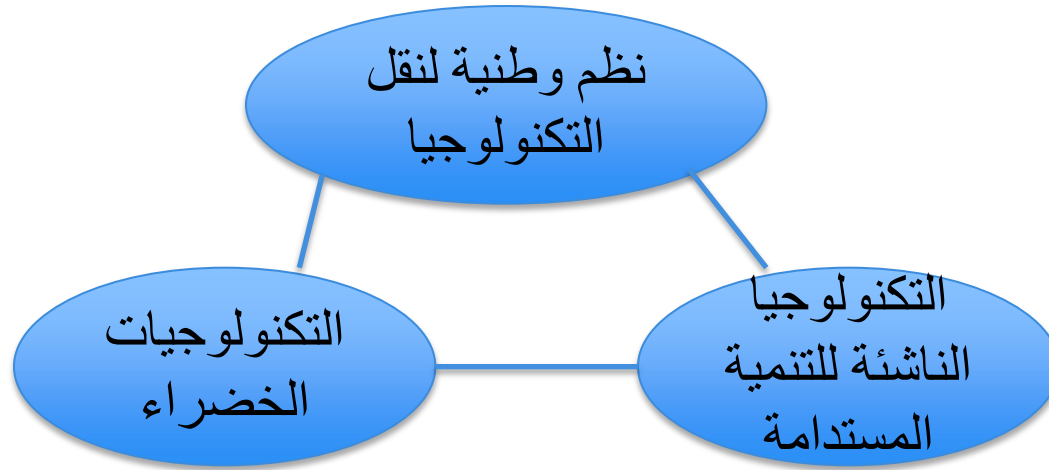 نظم وطنية لنقل
التكنولوجيا
التكنولوجيا
الناشئة للتنمية
المستدامة
التكنولوجيات
الخضراء